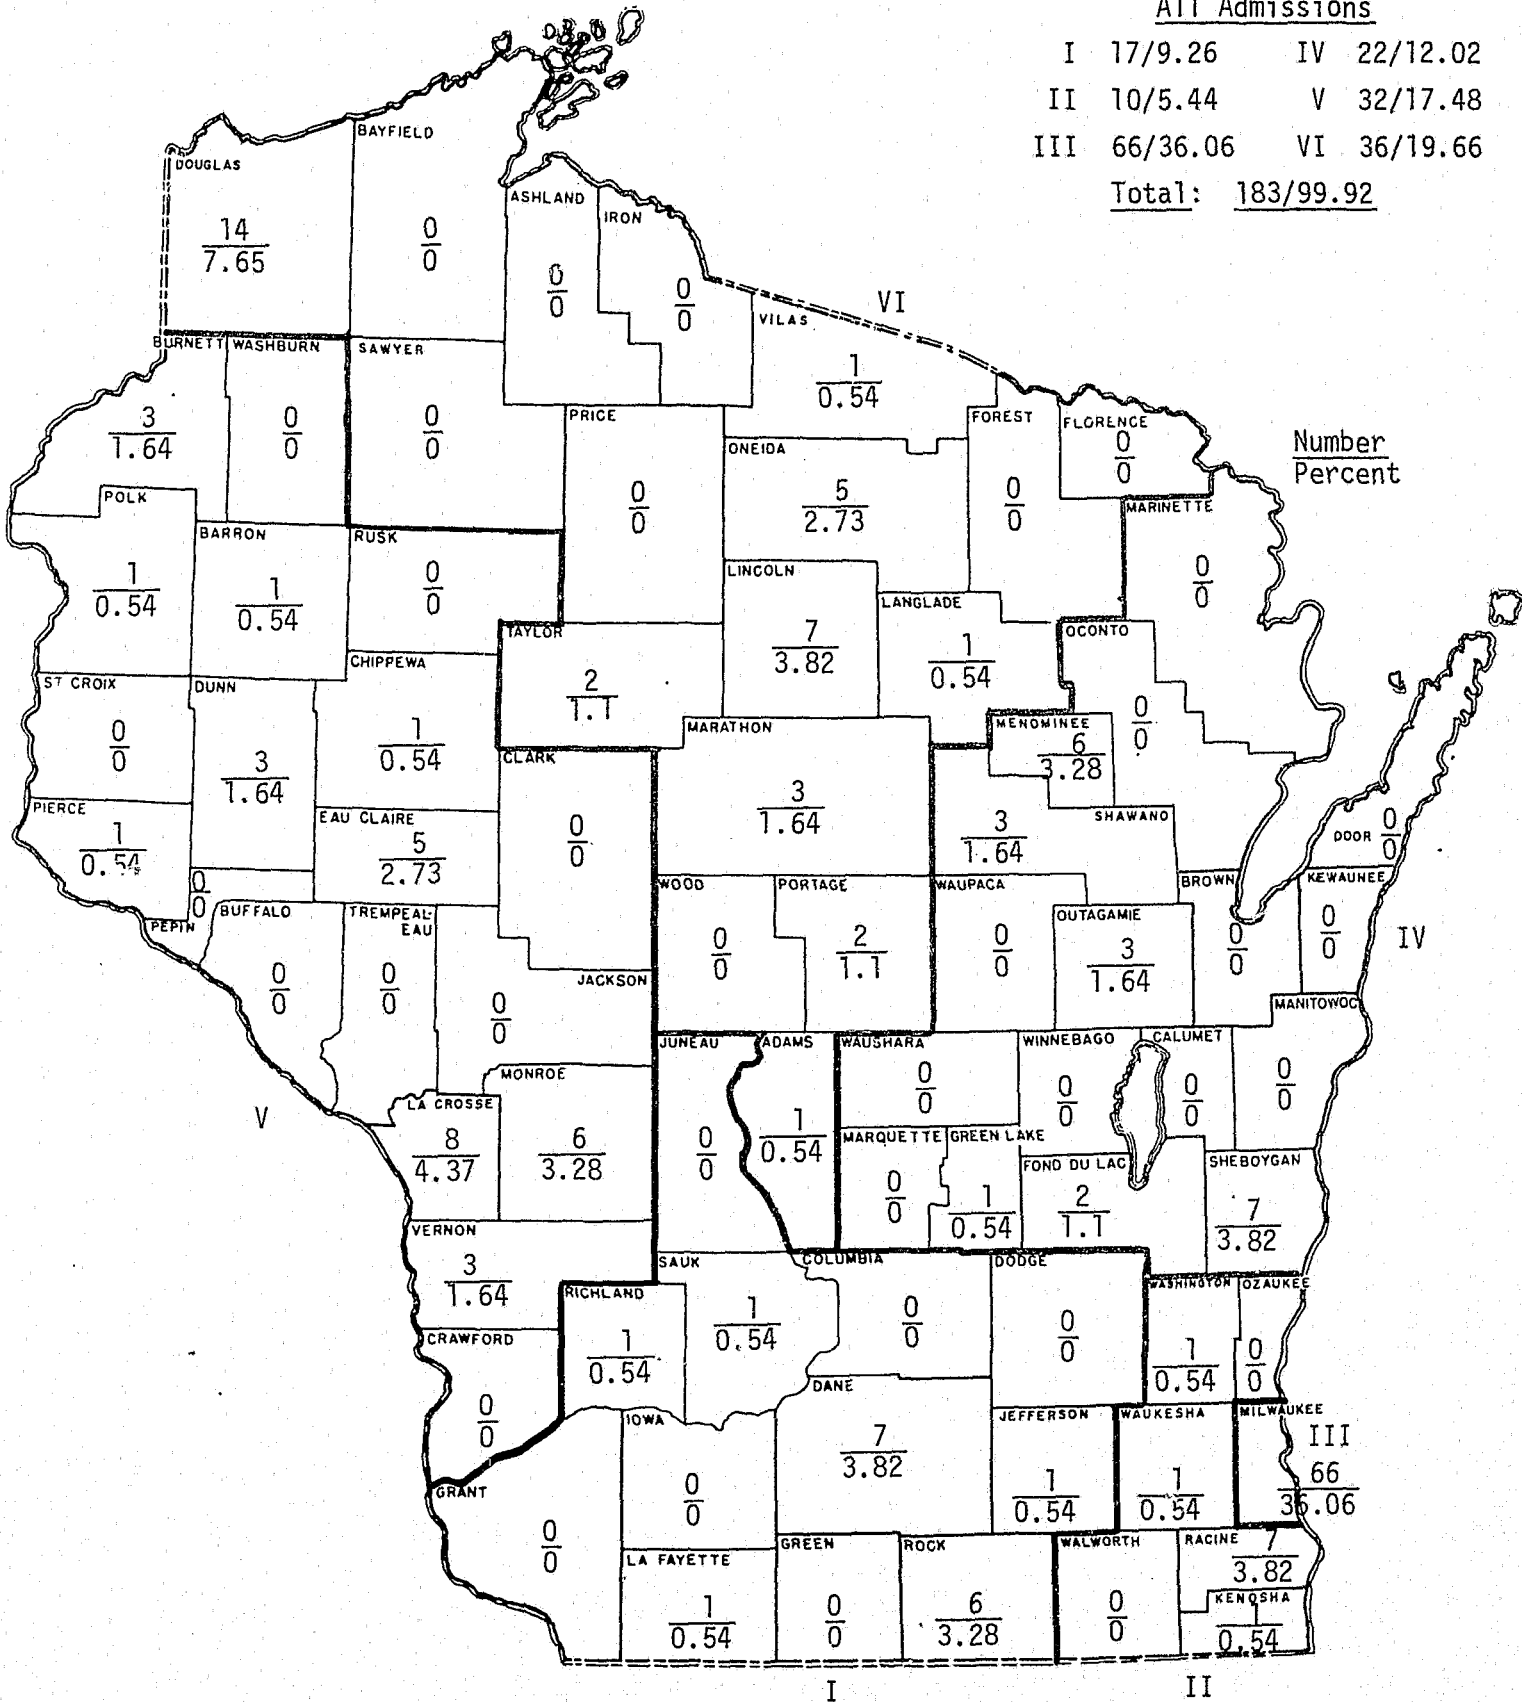 All Admissions
I 17/9.26 IV 22/12.02
II 10/5.44 V 32/17.48
III 66/36.06 VI 36/19.66
Total: 183/99.92
BAYFIELD
0
0
DOUGLAS
14
7.65
ASHLAND
0
0
IRON
0
0
VI
VILAS
1
0.54
BURNETT
3
1.64
WASHBURN
0
0
SAWYER
0
0
PRICE
0
0
ONEIDA
5
2.73
FOREST
0
0
FLORENCE
0
0
Number
Percent
MARINETTE
0
0
POLK
1
0.54
BARRON
1
0.54
RUSK
0
0
LINCOLN
7
3.82
LANGLADE
1
0.54
TAYLOR
2
1.1
OCONTO
0
0
ST CROIX
0
0
DUNN
3
1.64
CHIPPEWA
1
0.54
MARATHON
3
1.64
MENOMINEE
6
3.28
CLARK
0
0
PIERCE
1
0.54
EAU CLAIRE
5
2.73
SHAWANO
3
1.64
DOOR
0
0
PEPIN
0
0
BUFFALO
0
0
TREMPEAL-
EAU
0
0
JACKSON
0
0
WOOD
0
0
PORTAGE
2
1.1
WAUPACA
0
0
OUTAGAMIE
3
1.64
BROWN
0
0
KEWAUNEE
0
0
IV
MANITOWOC
0
0
V
MONROE
6
3.28
LA CROSSE
8
4.37
JUNEAU
0
0
ADAMS
1
0.54
WAUSHARA
0
0
WINNEBAGO
0
0
CALUMET
0
0
MARQUETTE
0
0
GREEN LAKE
1
0.54
FOND DU LAC
2
1.1
SHEBOYGAN
7
3.82
VERNON
3
1.64
SAUK
1
0.54
COLUMBIA
0
0
DODGE
0
0
WASHINGTON
1
0.54
OZAUKEE
0
0
RICHLAND
1
0.54
CRAWFORD
0
0
IOWA
0
0
DANE
7
3.82
JEFFERSON
1
0.54
WAUKESHA
1
0.54
MILWAUKEE
III
66
36.06
GRANT
0
0
LA FAYETTE
1
0.54
GREEN
0
0
ROCK
6
3.28
WALWORTH
0
0
RACINE
7
3.82
KENOSHA
1
0.54
I
II